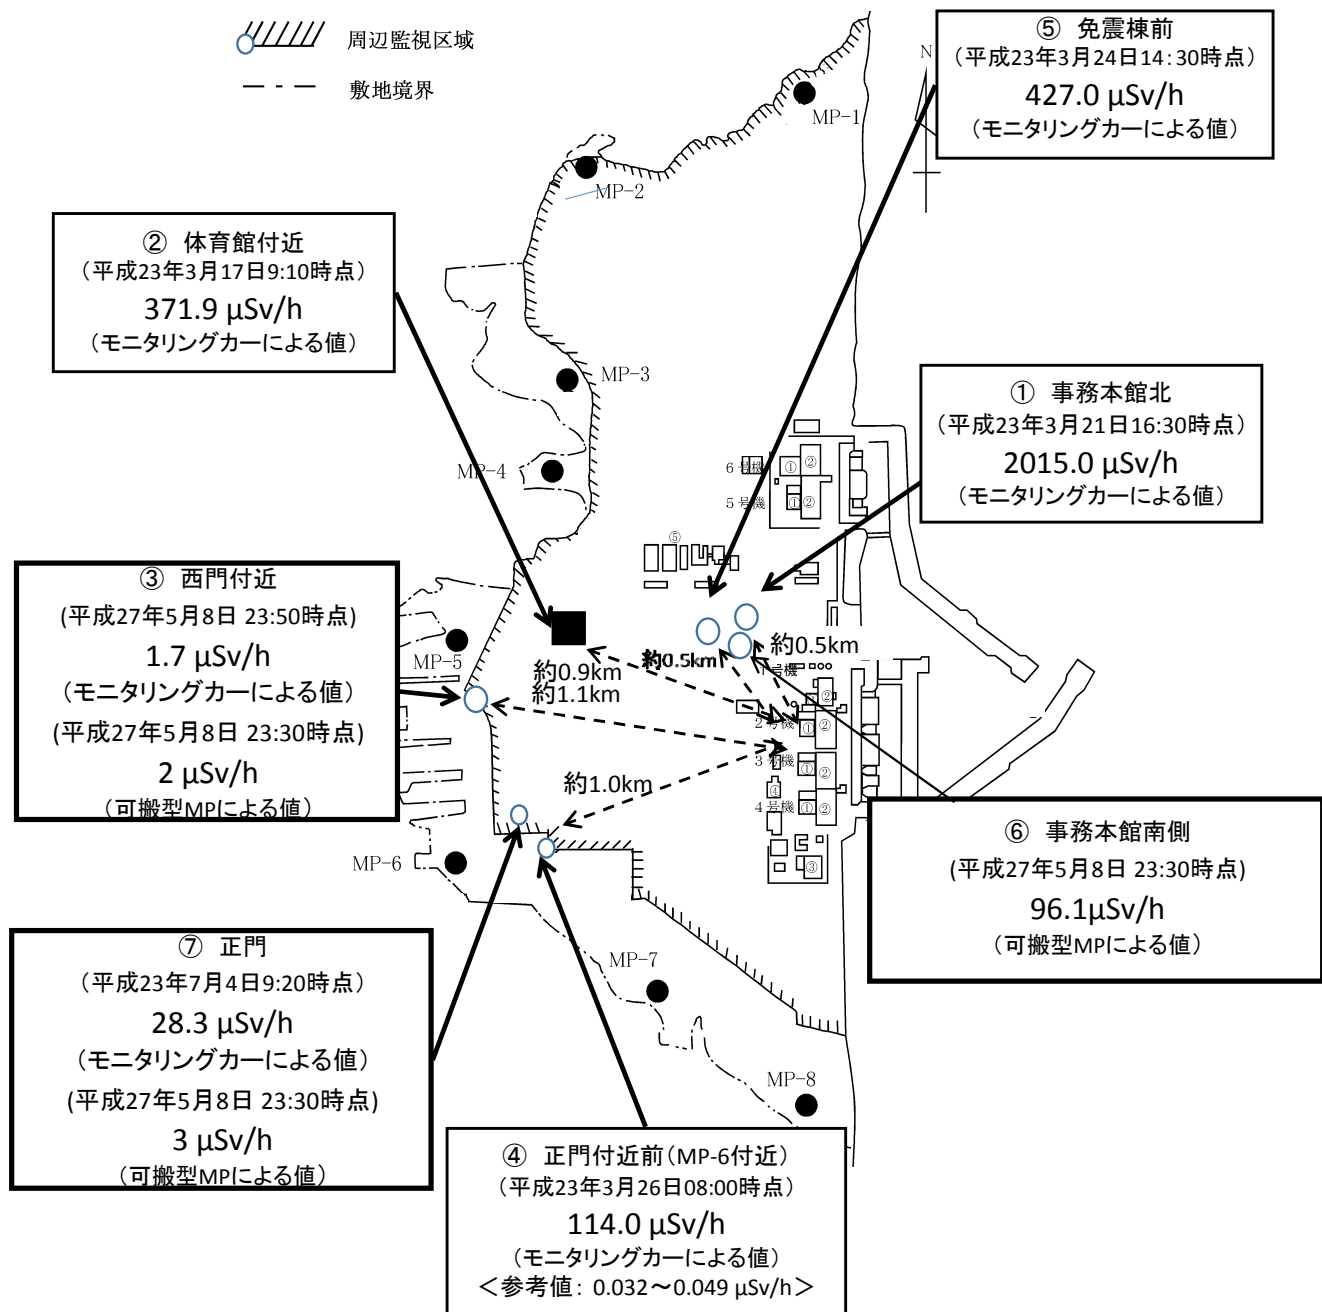 周辺監視区域
敷地境界
⑤ 免震棟前
（平成23年3月24日14：30時点）
427.0 μSv/h
（モニタリングカーによる値）
N
MP-1
MP-2
② 体育館付近
（平成23年3月17日9:10時点）
371.9 μSv/h
（モニタリングカーによる値）
MP-3
① 事務本館北
（平成23年3月21日16:30時点）
2015.0 μSv/h
（モニタリングカーによる値）
MP-4
6号機
① ②
5号機
① ②
⑤
③ 西門付近
(平成27年5月8日 23:50時点)
1.7 μSv/h
（モニタリングカーによる値）
(平成27年5月8日 23:30時点)
2 μSv/h
（可搬型MPによる値）
MP-5
約0.9km
約1.1km
約0.5km
約0.5km
1号機
②
2号機
① ②
3号機
① ②
④
4号機
① ②
③
約1.0km
MP-6
⑥ 事務本館南側
(平成27年5月8日 23:30時点)
96.1μSv/h
（可搬型MPによる値）
⑦ 正門
（平成23年7月4日9:20時点）
28.3 μSv/h
（モニタリングカーによる値）
(平成27年5月8日 23:30時点)
3 μSv/h
（可搬型MPによる値）
MP-7
MP-8
④ 正門付近前（MP-6付近）
（平成23年3月26日08:00時点）
114.0 μSv/h
（モニタリングカーによる値）
＜参考値： 0.032～0.049 μSv/h＞